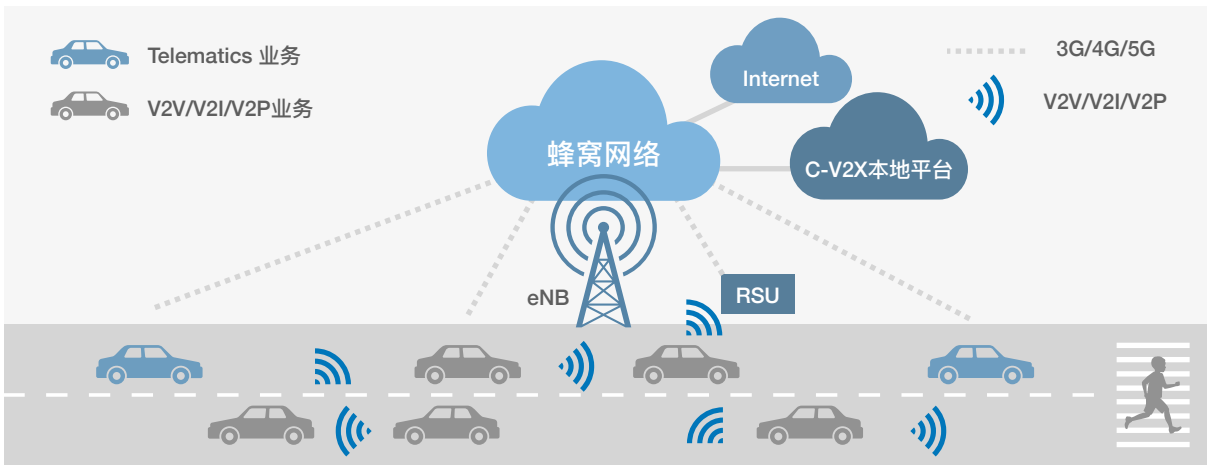 Telematics 业务
V2V/V2I/V2P业务
Internet
3G/4G/5G
V2V/V2I/V2P
蜂窝网络
C-V2X本地平台
eNB
RSU